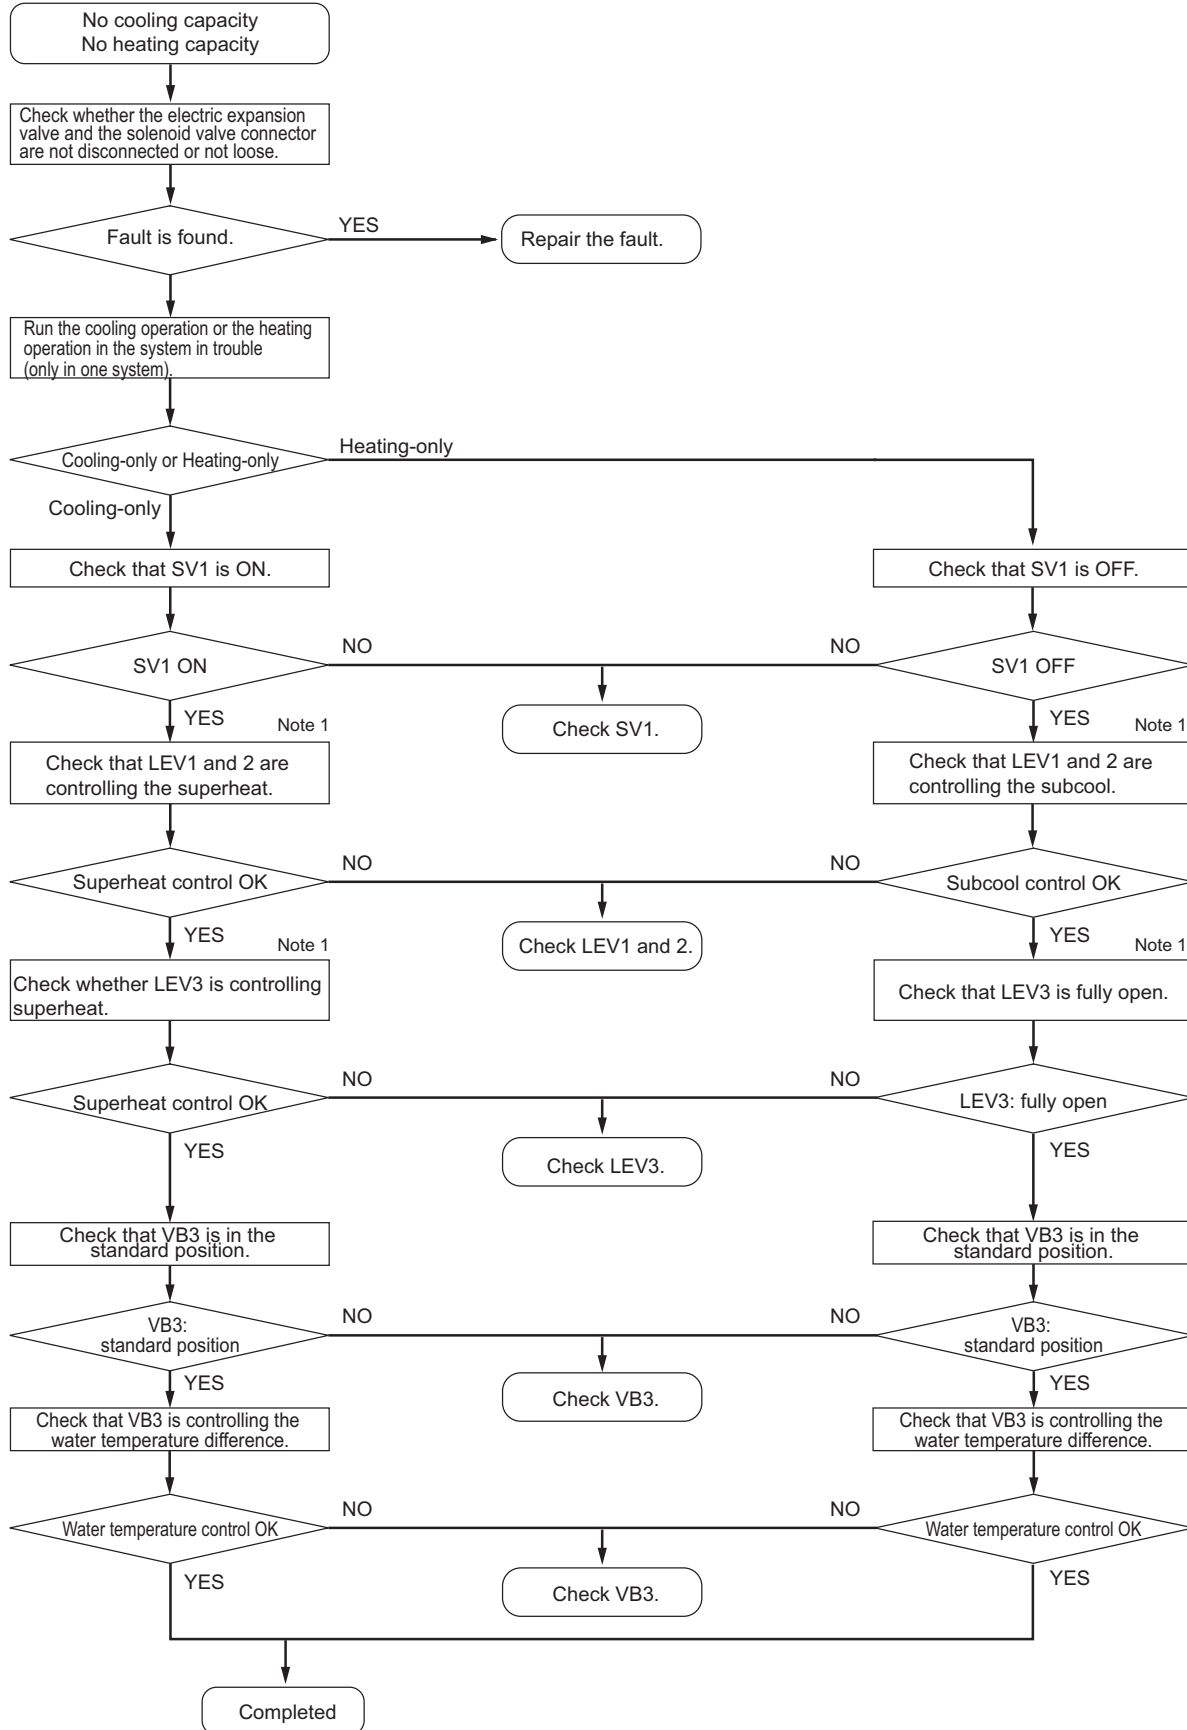 No cooling capacity
No heating capacity
Check whether the electric expansion
valve and the solenoid valve connector
are not disconnected or not loose.
YES
Fault is found.
Repair the fault.
Run the cooling operation or the heating
operation in the system in trouble
(only in one system).
Heating-only
Cooling-only or Heating-only
Cooling-only
Check that SV1 is ON.
Check that SV1 is OFF.
NO
NO
SV1 ON
SV1 OFF
YES
Note 1
Check SV1.
YES
Note 1
Check that LEV1 and 2 are
controlling the superheat.
Check that LEV1 and 2 are
controlling the subcool.
NO
NO
Superheat control OK
Subcool control OK
YES
Note 1
Check LEV1 and 2.
YES
Note 1
Check whether LEV3 is controlling
superheat.
Check that LEV3 is fully open.
NO
NO
Superheat control OK
LEV3: fully open
YES
Check LEV3.
YES
Check that VB3 is in the
standard position.
Check that VB3 is in the
standard position.
NO
NO
VB3:
standard position
VB3:
standard position
YES
Check VB3.
YES
Check that VB3 is controlling the
water temperature difference.
Check that VB3 is controlling the
water temperature difference.
NO
NO
Water temperature control OK
Water temperature control OK
YES
Check VB3.
YES
Completed